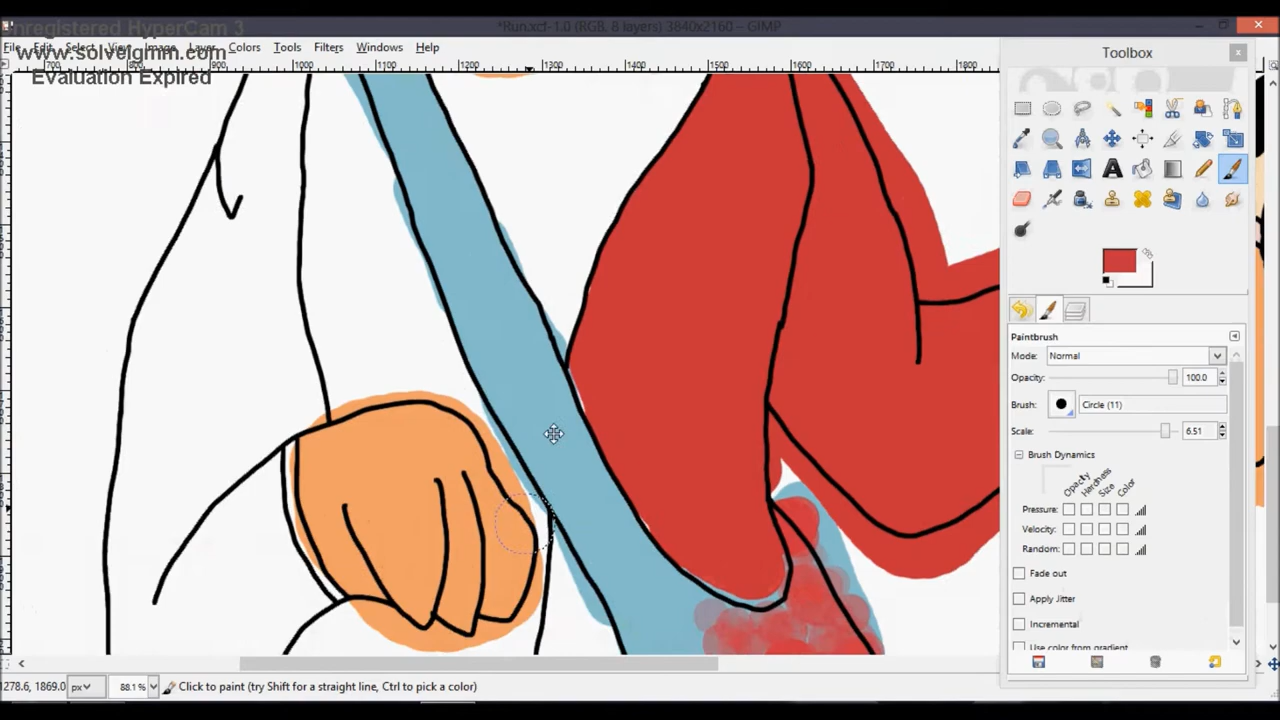 Unregistered HyperCam 3
*Run.xcf-1.0 (RGB, 8 layers) 3840x2160 – GIMP
File Edit Select View Image Layer Colors Tools Filters Windows Help
www.solveigmm.com
Evaluation Expired
Toolbox
900 1000 1100 1200 1300 1400 1500 1600 1700 1800
Paintbrush
Mode: Normal
Opacity: 100.0
Brush: Circle (11)
Scale: 6.51
Brush Dynamics
Opacity Hardness Size Color
Pressure:
Velocity:
Random:
Fade out
Apply Jitter
Incremental
Use color from gradient
1278.6, 1869.0 px 88.1% Click to paint (try Shift for a straight line, Ctrl to pick a color)